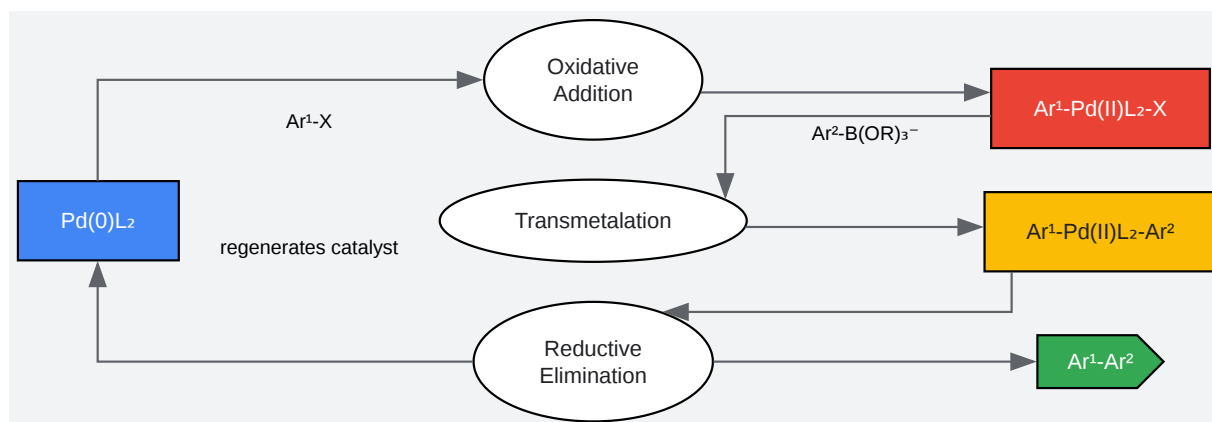 Oxidative
Addition
Ar¹-X
Ar¹-Pd(II)L₂-X
Ar²-B(OR)₃⁻
Pd(0)L₂
Transmetalation
Ar¹-Pd(II)L₂-Ar²
regenerates catalyst
Reductive
Elimination
Ar¹-Ar²